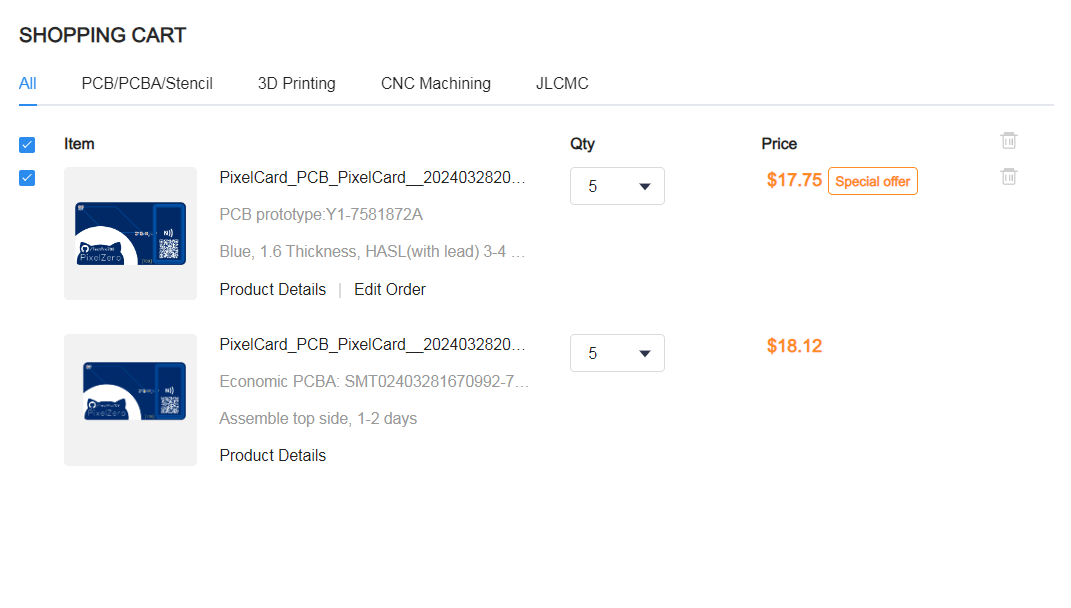 SHOPPING CART
All PCB/PCBA/Stencil 3D Printing CNC Machining JLCMC
Item Qty Price
PixelCard_PCB_PixelCard__2024032820... 5 $17.75 Special offer
PCB prototype:Y1-7581872A
Blue, 1.6 Thickness, HASL(with lead) 3-4 ...
PixelZero
Product Details | Edit Order
PixelCard_PCB_PixelCard__2024032820... 5 $18.12
Economic PCBA: SMT02403281670992-7...
PixelZero
Assemble top side, 1-2 days
Product Details